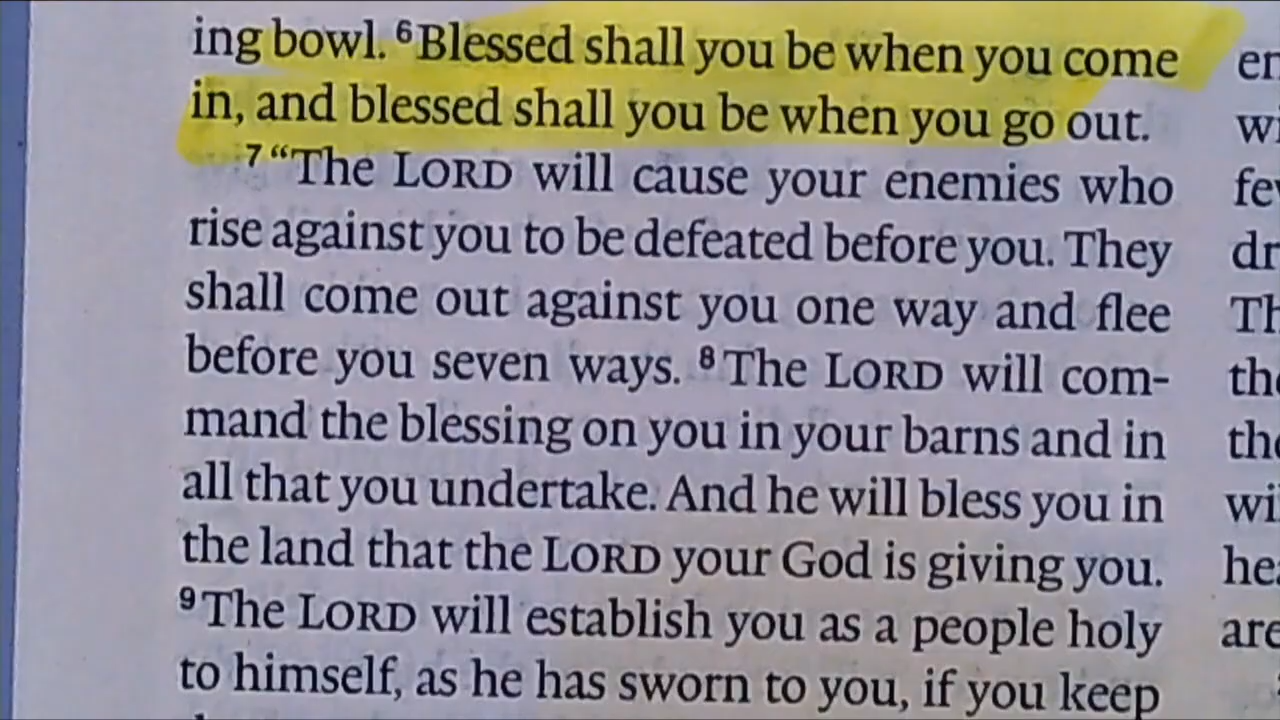 ing bowl. ⁶Blessed shall you be when you come
in, and blessed shall you be when you go out.
⁷“The LORD will cause your enemies who
rise against you to be defeated before you. They
shall come out against you one way and flee
before you seven ways. ⁸The LORD will com-
mand the blessing on you in your barns and in
all that you undertake. And he will bless you in
the land that the LORD your God is giving you.
⁹The LORD will establish you as a people holy
to himself, as he has sworn to you, if you keep